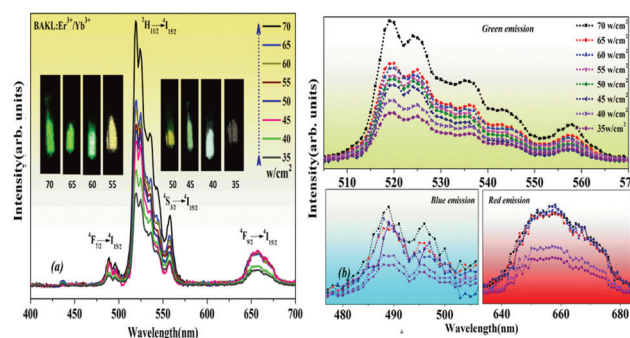 BAKL:Er3+/Yb3+
2H11/2→4I15/2
70
65
60
55
50
45
40
35
w/cm2
70 65 60 55
50 45 40 35
4S3/2→4I15/2
4F7/2→4I15/2
4F9/2→4I15/2
(a)
Intensity(arb. units)
400 450 500 550 600 650 700
Wavelength(nm)
Green emission
70 w/cm2
65 w/cm2
60 w/cm2
55 w/cm2
50 w/cm2
45 w/cm2
40 w/cm2
35w/cm2
Intensity(arb. units)
510 520 530 540 550 560 570
Blue emission
Red emission
(b)
480 490 500
640 660 680
Wavelength(nm)